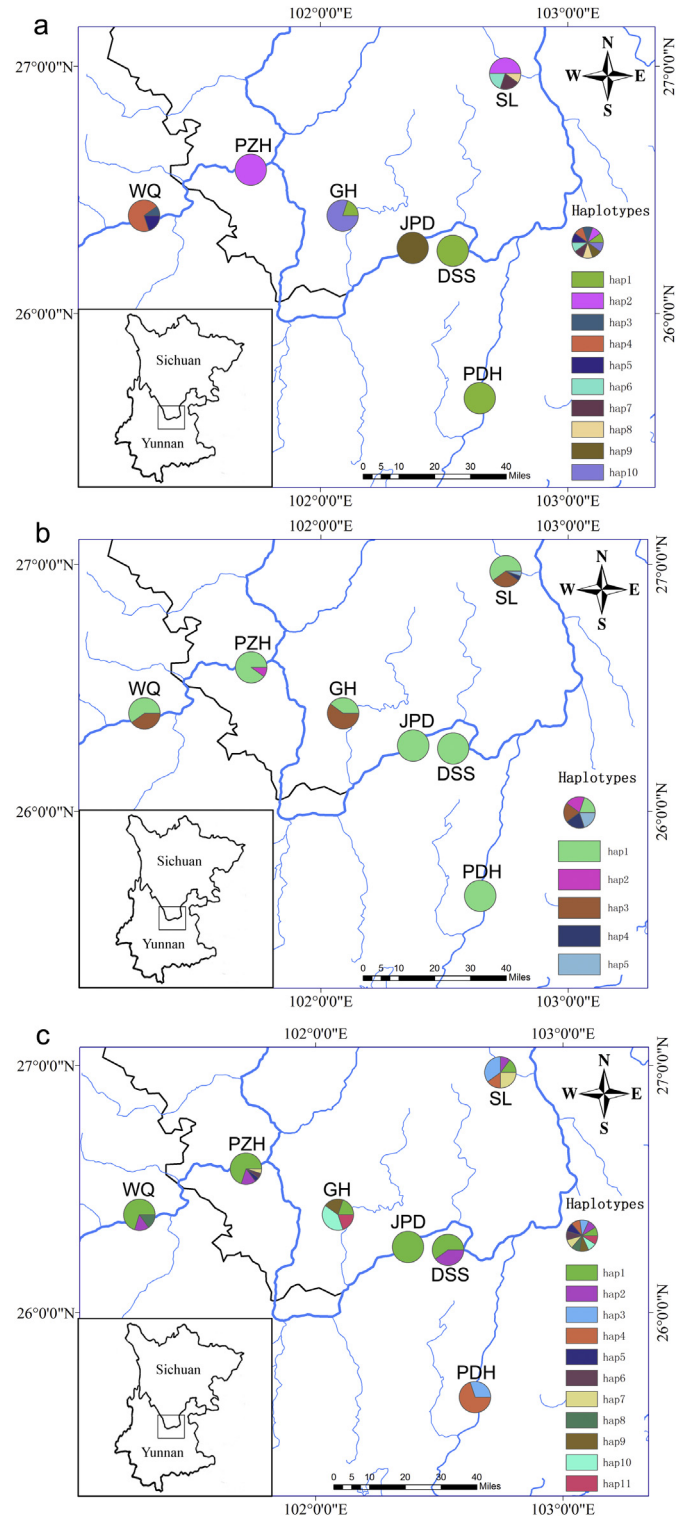 a
102°0'0"E 103°0'0"E
27°0'0"N 27°0'0"N
N
W E
S
SL
PZH
WQ
GH
JPD
DSS
Haplotypes
hap1
hap2
hap3
hap4
hap5
hap6
hap7
hap8
hap9
hap10
26°0'0"N 26°0'0"N
PDH
Sichuan
Yunnan
0 5 10 20 30 40
Miles
102°0'0"E 103°0'0"E
b
102°0'0"E 103°0'0"E
27°0'0"N 27°0'0"N
N
W E
S
SL
PZH
WQ
GH
JPD
DSS
Haplotypes
hap1
hap2
hap3
hap4
hap5
26°0'0"N 26°0'0"N
PDH
Sichuan
Yunnan
0 5 10 20 30 40
Miles
102°0'0"E 103°0'0"E
c
102°0'0"E 103°0'0"E
27°0'0"N 27°0'0"N
N
W E
S
SL
PZH
WQ
GH
JPD
DSS
Haplotypes
hap1
hap2
hap3
hap4
hap5
hap6
hap7
hap8
hap9
hap10
hap11
26°0'0"N 26°0'0"N
PDH
Sichuan
Yunnan
0 5 10 20 30 40
Miles
102°0'0"E 103°0'0"E